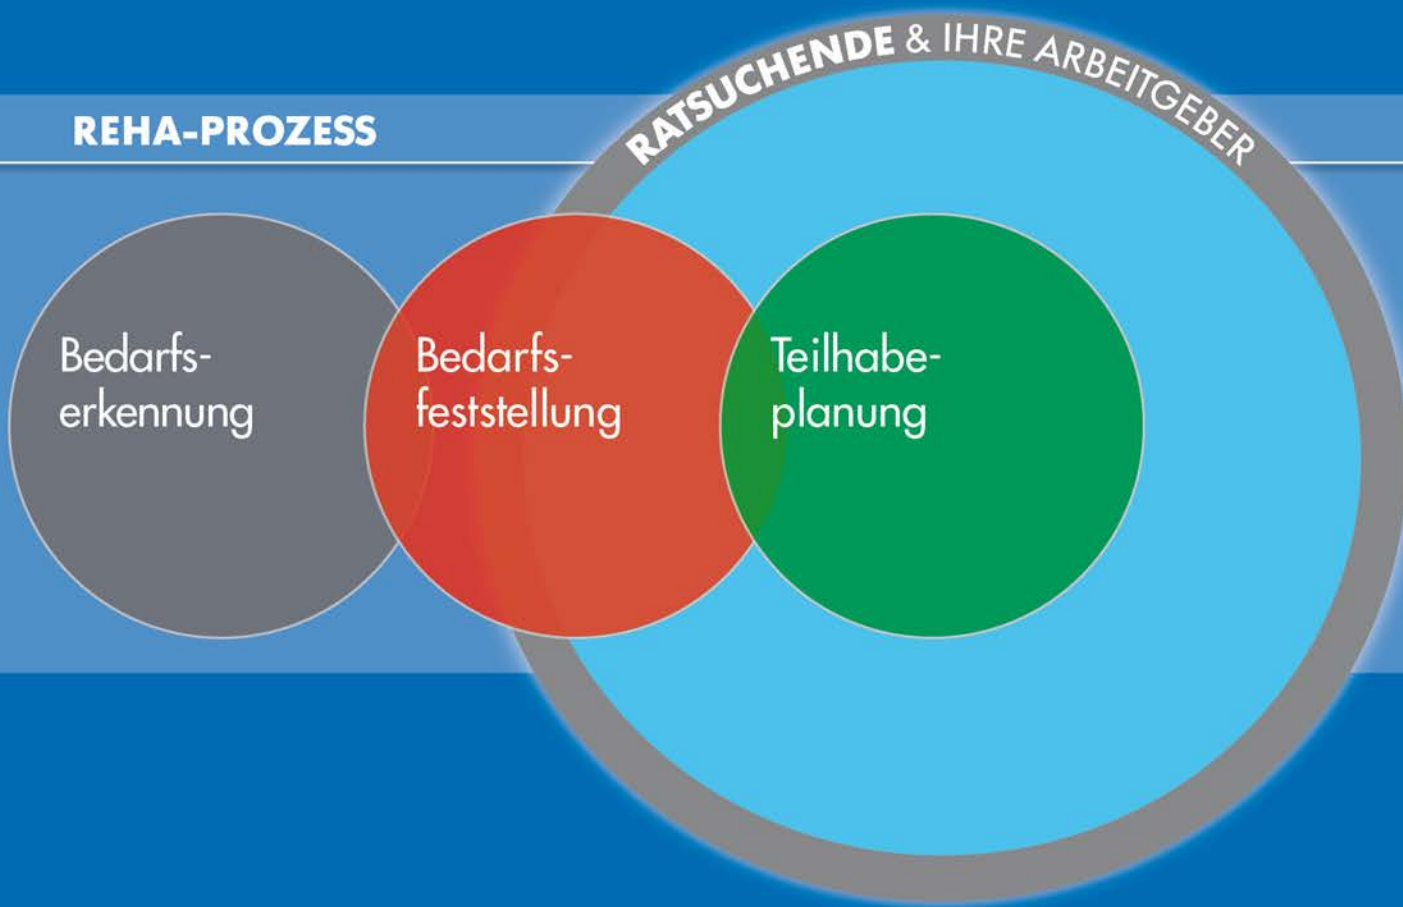 RATSUCHENDE & IHRE ARBEITGEBER
REHA-PROZESS
Bedarfs-
erkennung
Bedarfs-
feststellung
Teilhabe-
planung